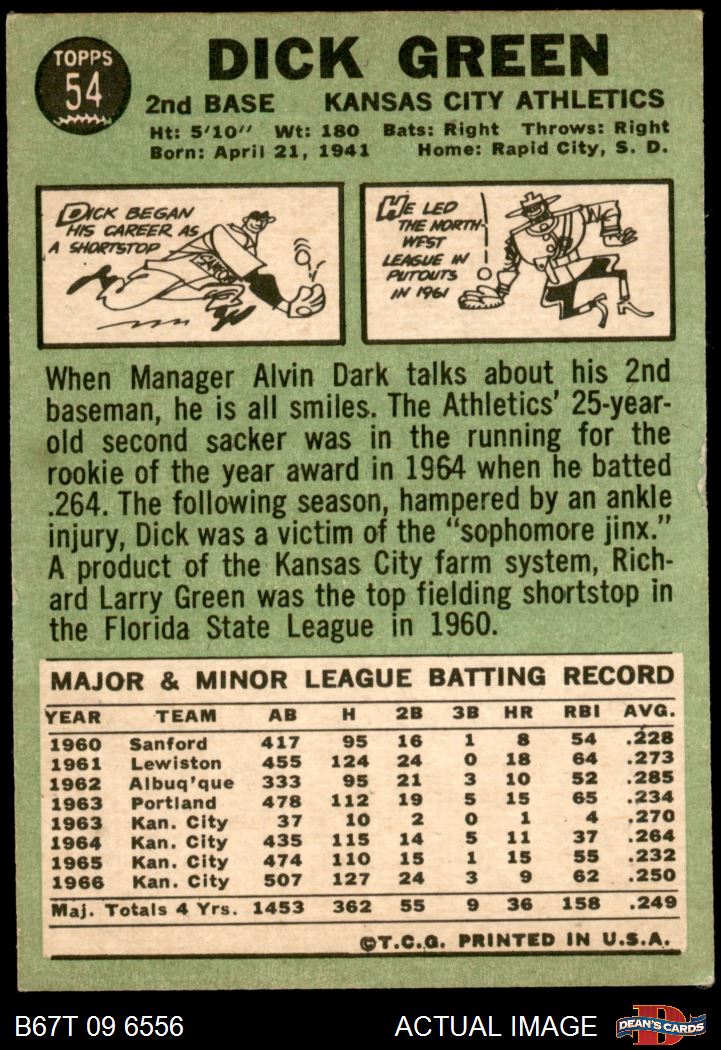 TOPPS
54
DICK GREEN
2nd BASE KANSAS CITY ATHLETICS
Ht: 5'10" Wt: 180 Bats: Right Throws: Right
Born: April 21, 1941 Home: Rapid City, S. D.
DICK BEGAN
HIS CAREER AS
A SHORTSTOP
HE LED
THE NORTH-
WEST
LEAGUE IN
PUTOUTS
IN 1961
When Manager Alvin Dark talks about his 2nd
baseman, he is all smiles. The Athletics' 25-year-
old second sacker was in the running for the
rookie of the year award in 1964 when he batted
.264. The following season, hampered by an ankle
injury, Dick was a victim of the "sophomore jinx."
A product of the Kansas City farm system, Rich-
ard Larry Green was the top fielding shortstop in
the Florida State League in 1960.
MAJOR & MINOR LEAGUE BATTING RECORD
YEAR TEAM AB H 2B 3B HR RBI AVG.
1960 Sanford 417 95 16 1 8 54 .228
1961 Lewiston 455 124 24 0 18 64 .273
1962 Albuq'que 333 95 21 3 10 52 .285
1963 Portland 478 112 19 5 15 65 .234
1963 Kan. City 37 10 2 0 1 4 .270
1964 Kan. City 435 115 14 5 11 37 .264
1965 Kan. City 474 110 15 1 15 55 .232
1966 Kan. City 507 127 24 3 9 62 .250
Maj. Totals 4 Yrs. 1453 362 55 9 36 158 .249
©T.C.G. PRINTED IN U.S.A.
B67T 09 6556 ACTUAL IMAGE
DEAN'S CARDS